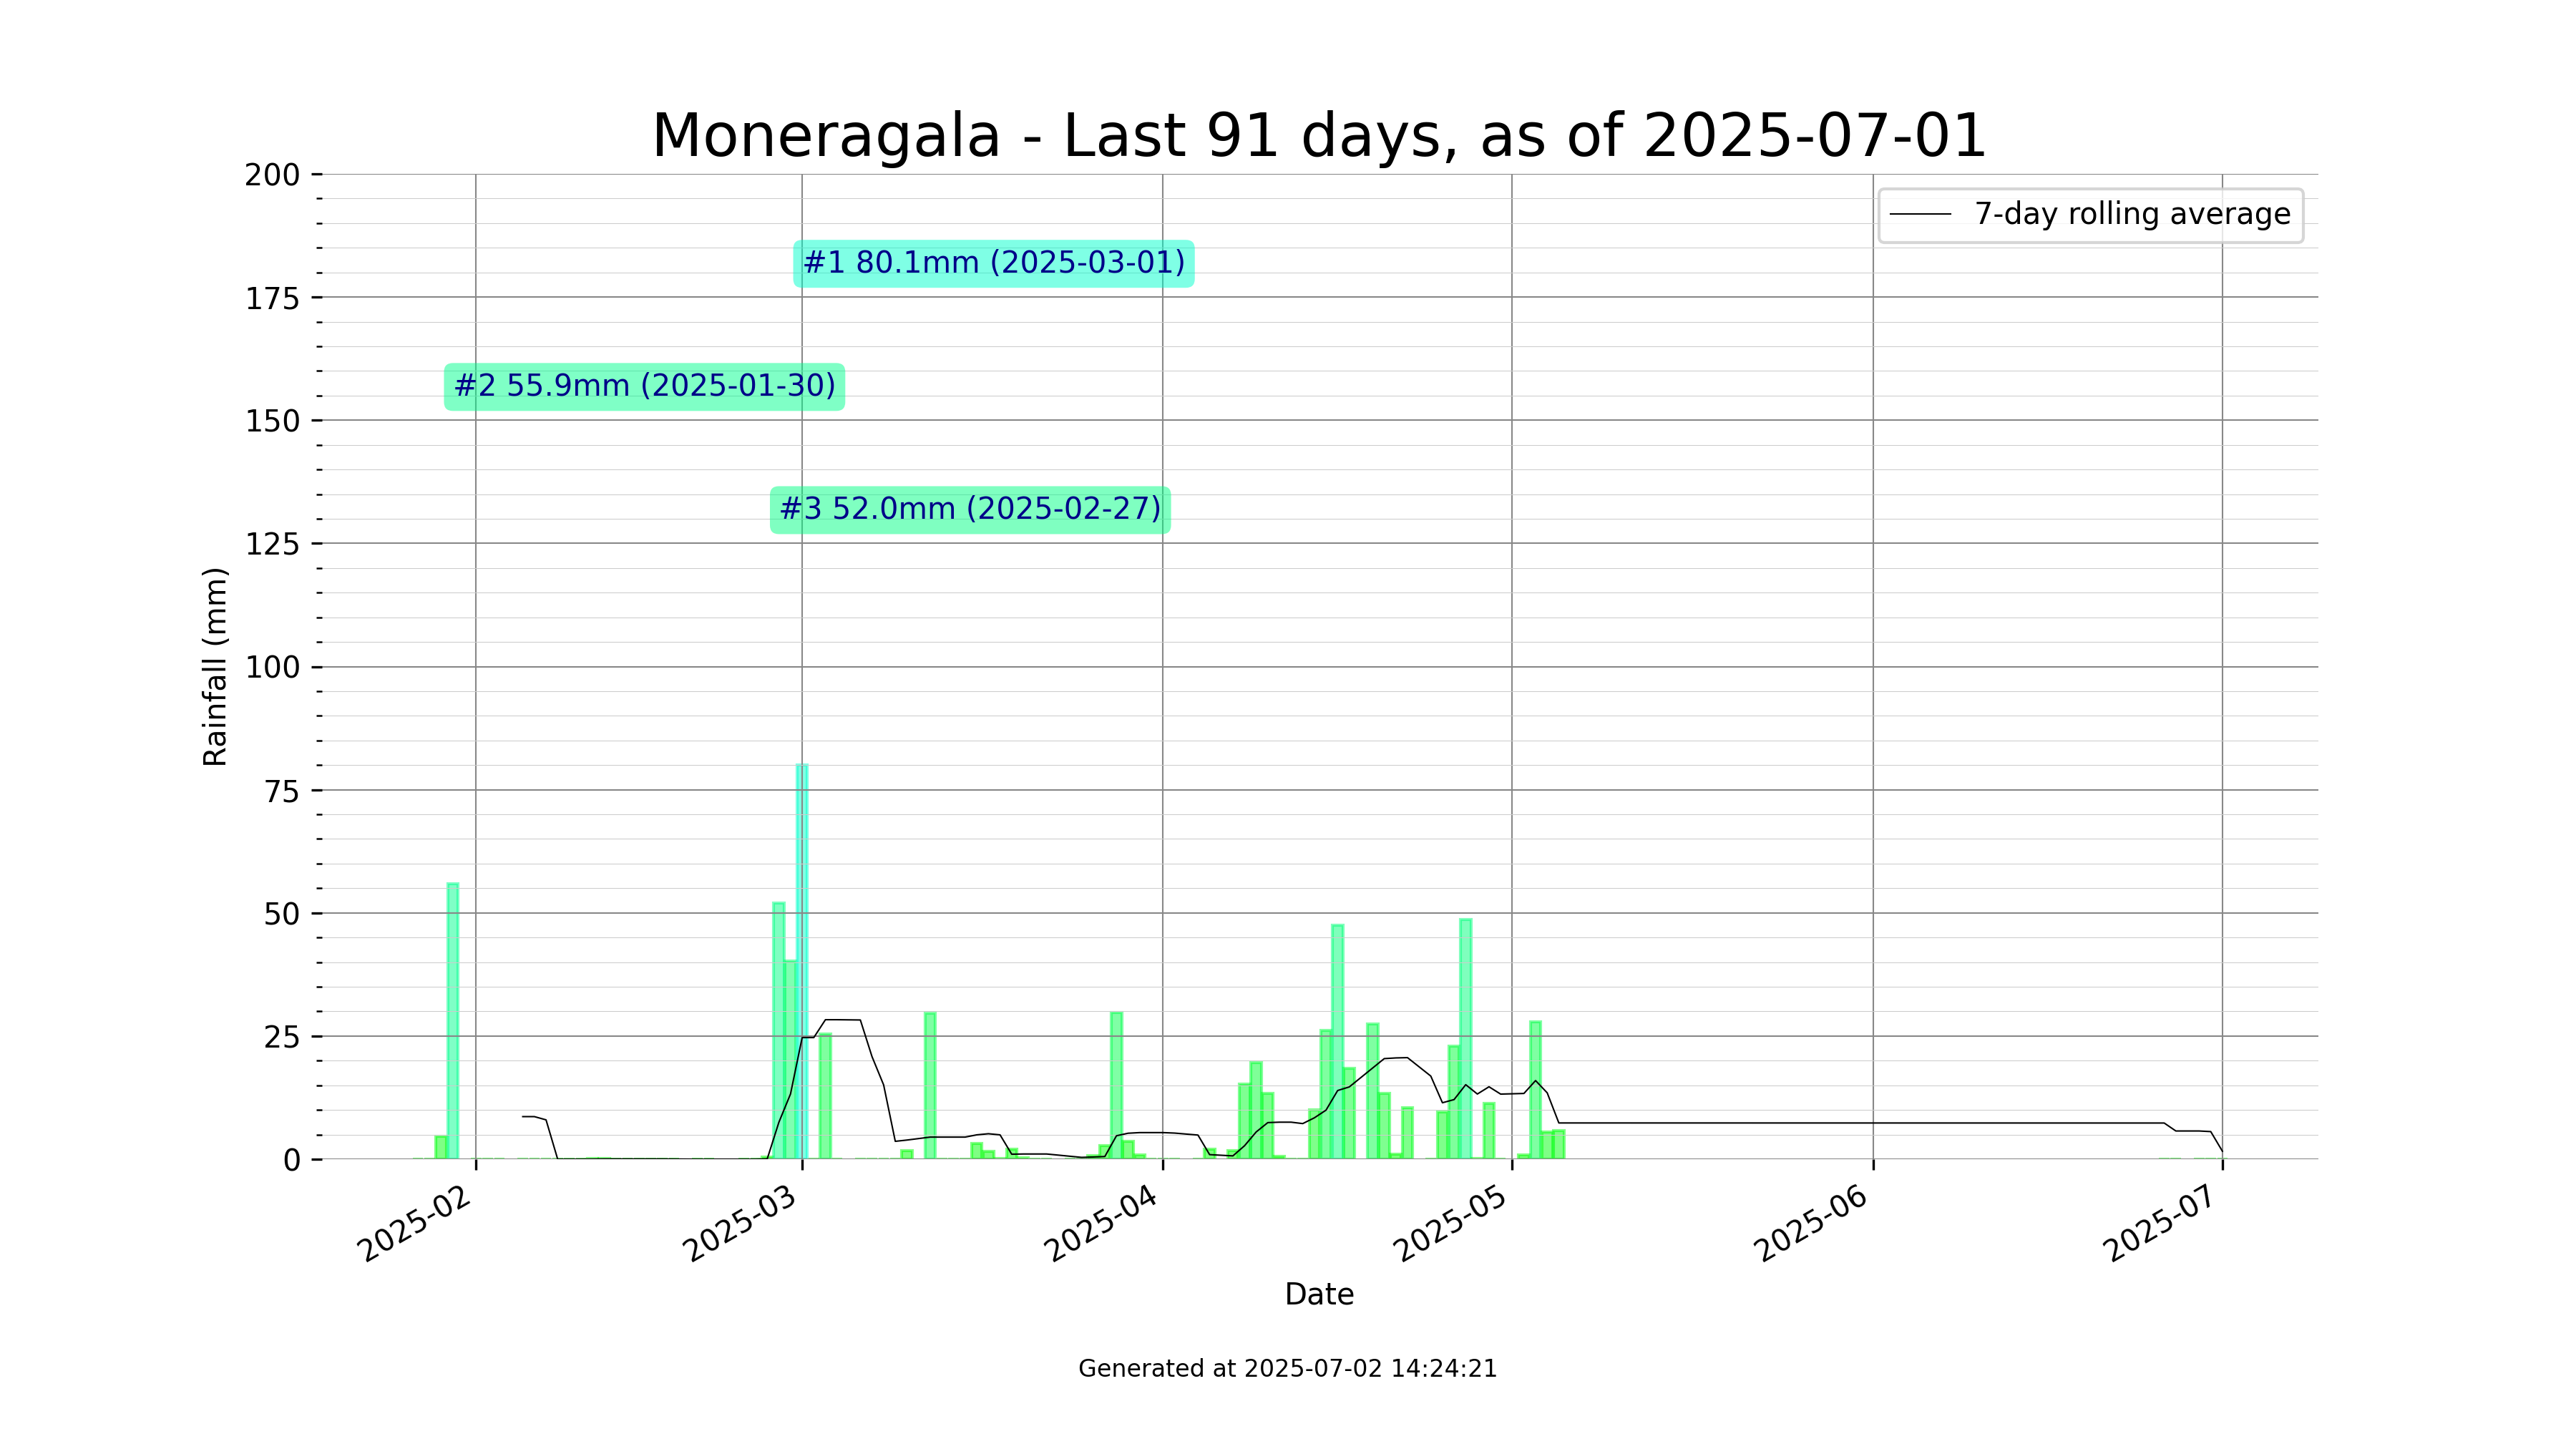 Moneragala - Last 91 days, as of 2025-07-01
200
175
150
125
100
75
50
25
0
Rainfall (mm)
7-day rolling average
#1 80.1mm (2025-03-01)
#2 55.9mm (2025-01-30)
#3 52.0mm (2025-02-27)
2025-02
2025-03
2025-04
2025-05
2025-06
2025-07
Date
Generated at 2025-07-02 14:24:21